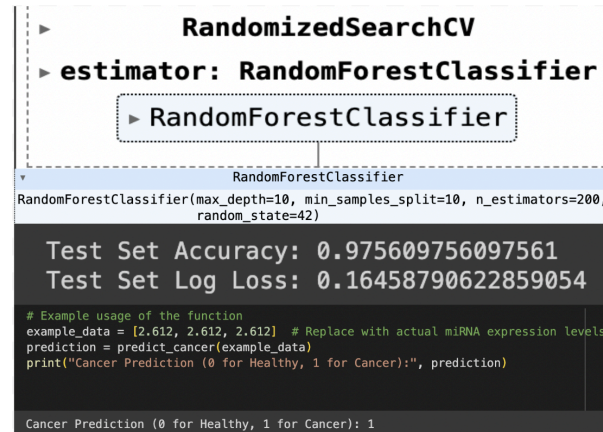 RandomizedSearchCV
estimator: RandomForestClassifier
RandomForestClassifier
RandomForestClassifier
RandomForestClassifier(max_depth=10, min_samples_split=10, n_estimators=200,
random_state=42)
Test Set Accuracy: 0.975609756097561
Test Set Log Loss: 0.16458790622859054
# Example usage of the function
example_data = [2.612, 2.612, 2.612]  # Replace with actual miRNA expression levels
prediction = predict_cancer(example_data)
print("Cancer Prediction (0 for Healthy, 1 for Cancer):", prediction)
Cancer Prediction (0 for Healthy, 1 for Cancer): 1